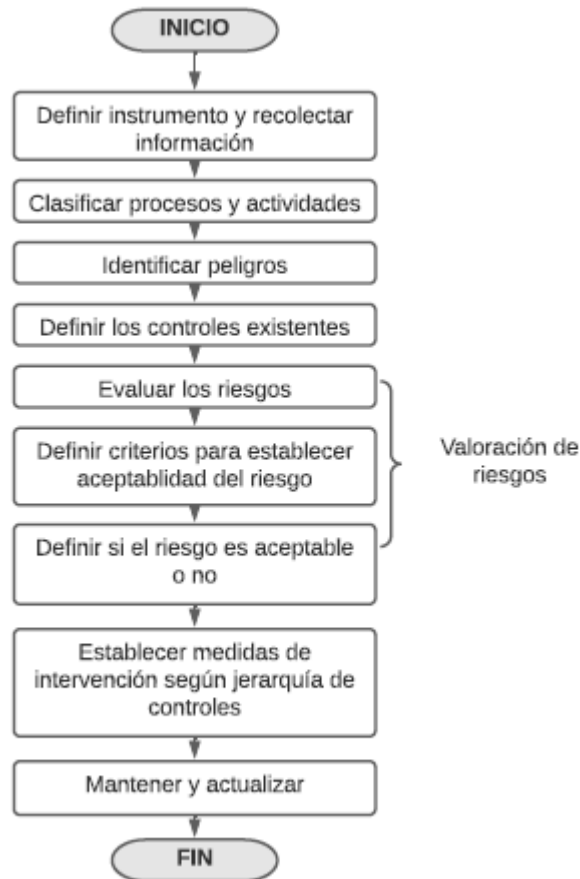 INICIO
Definir instrumento y recolectar
información
Clasificar procesos y actividades
Identificar peligros
Definir los controles existentes
Evaluar los riesgos
Definir criterios para establecer
aceptablidad del riesgo
Definir si el riesgo es aceptable
o no
Valoración de
riesgos
Establecer medidas de
intervención según jerarquía de
controles
Mantener y actualizar
FIN